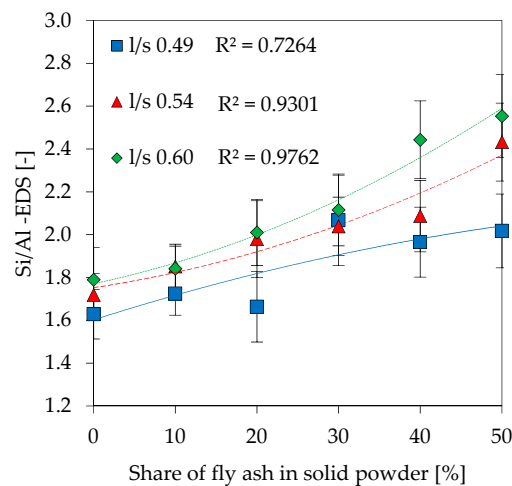 3.0
2.8
2.6
2.4
2.2
2.0
1.8
1.6
1.4
1.2
Si/Al -EDS [-]
l/s 0.49 R² = 0.7264
l/s 0.54 R² = 0.9301
l/s 0.60 R² = 0.9762
0 10 20 30 40 50
Share of fly ash in solid powder [%]